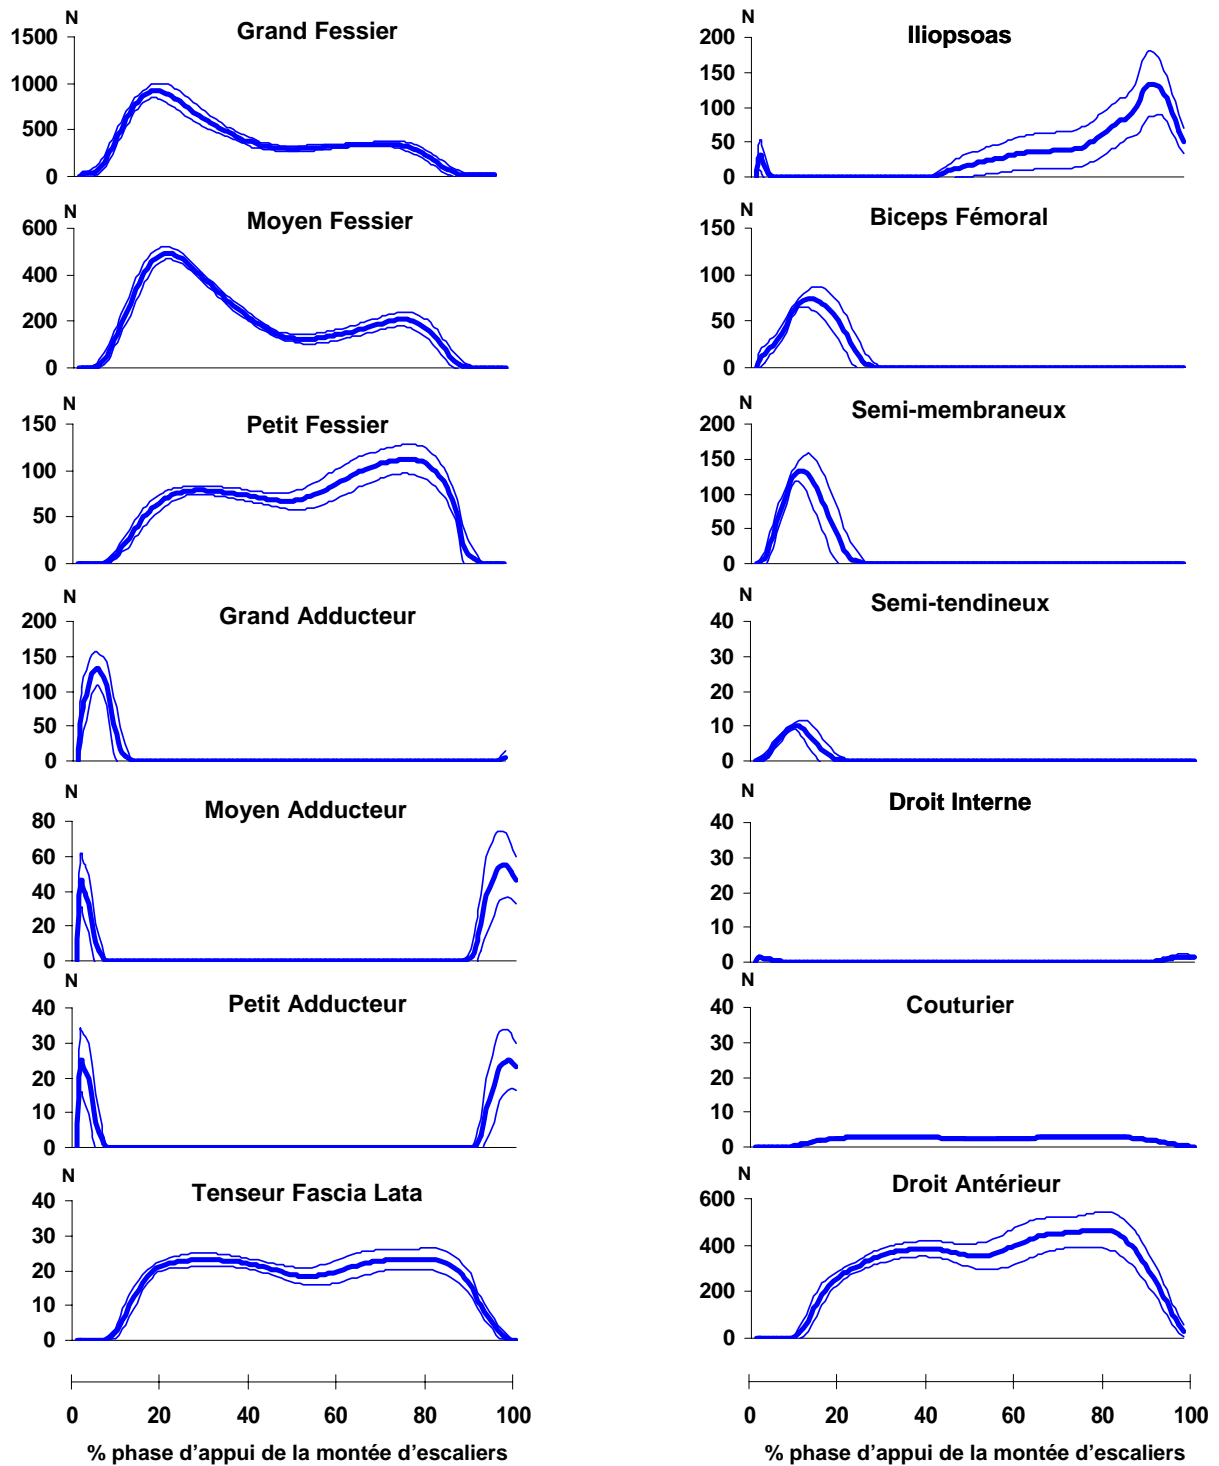 N
Grand Fessier
1500
1000
500
0
N
Moyen Fessier
600
400
200
0
N
Petit Fessier
150
100
50
0
N
Grand Adducteur
200
150
100
50
0
N
Moyen Adducteur
80
60
40
20
0
N
Petit Adducteur
40
30
20
10
0
N
Tenseur Fascia Lata
40
30
20
10
0
0 20 40 60 80 100
% phase d'appui de la montée d'escaliers
N
Iliopsoas
200
150
100
50
0
N
Biceps Fémoral
150
100
50
0
N
Semi-membraneux
200
150
100
50
0
N
Semi-tendineux
40
30
20
10
0
N
Droit Interne
40
30
20
10
0
N
Couturier
40
30
20
10
0
N
Droit Antérieur
600
400
200
0
0 20 40 60 80 100
% phase d'appui de la montée d'escaliers